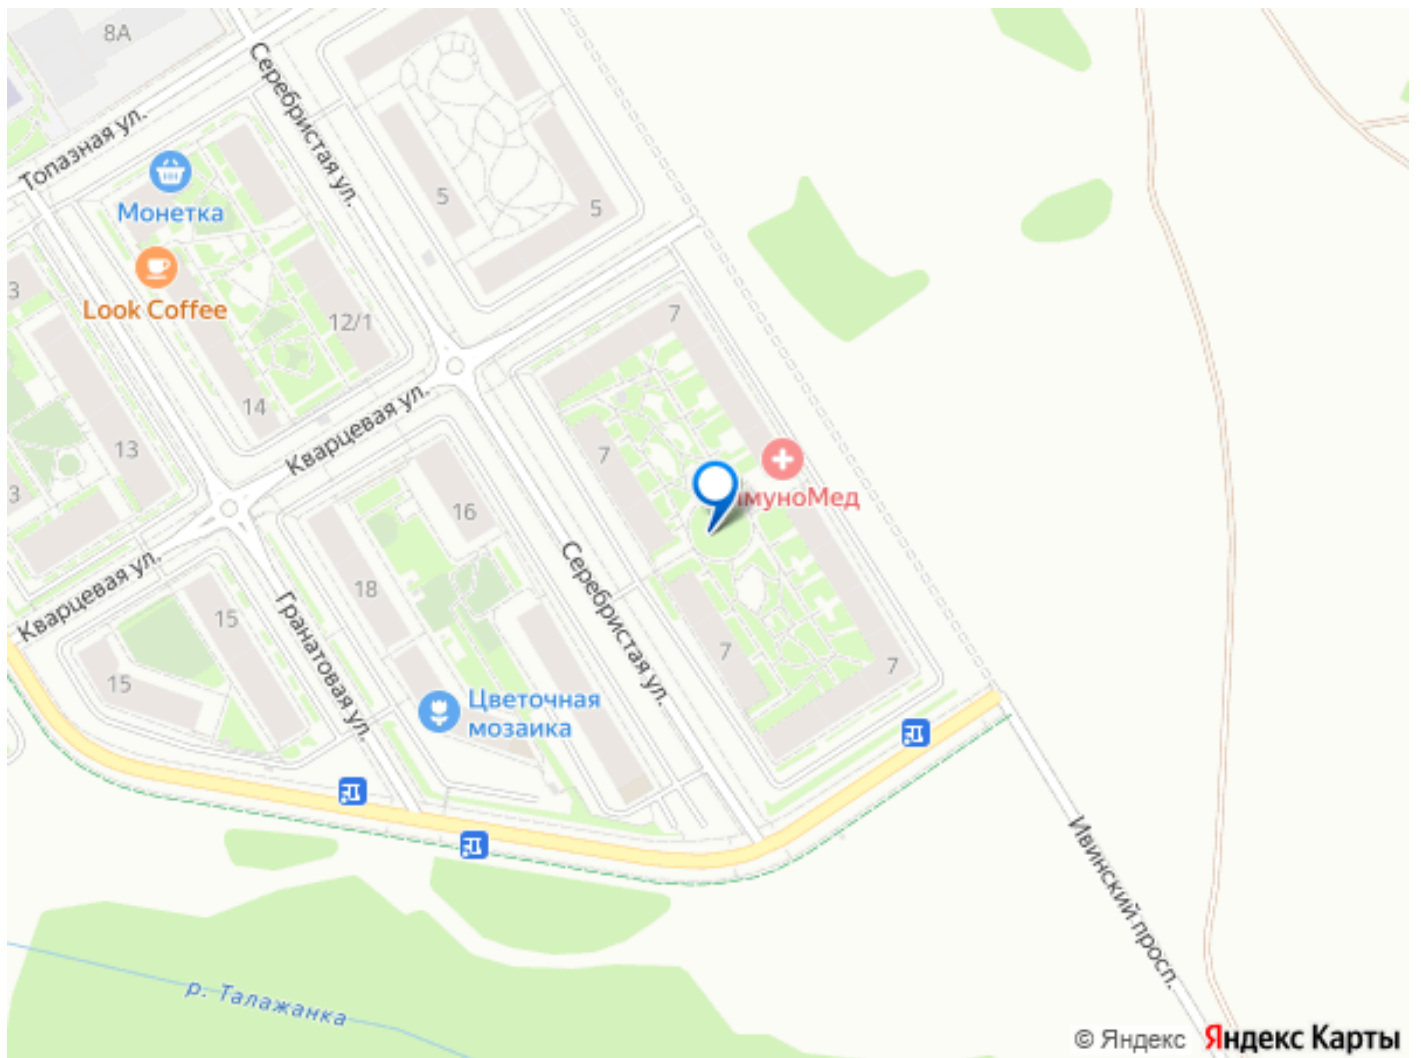 8А
Серебристая ул.
Топазная ул.
Монетка
5
5
3
Look Coffee
12/1
7
14
Кварцевая ул.
13
7
3
16
муноМед
Кварцевая ул.
18
15
Гранатовая ул.
Серебристая ул.
15
7
7
Цветочная
мозаика
Ивинский просп.
р. Талажанка
© Яндекс Яндекс Карты